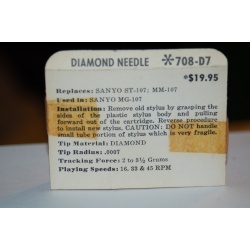 DIAMOND NEEDLE *708-D7
*$19.95
Replaces: SANYO ST-107; MM-107
Used in: SANYO MG-107
Installation: Remove old stylus by grasping the
sides of the plastic stylus body and pulling
forward out of the cartridge. Reverse procedure
to install new stylus. CAUTION: DO NOT handle
small tube portion of stylus which is very fragile.
Tip Material: DIAMOND
Tip Radius: .0007
Tracking Force: 2 to 3½ Grams
Playing Speeds: 16, 33 & 45 RPM